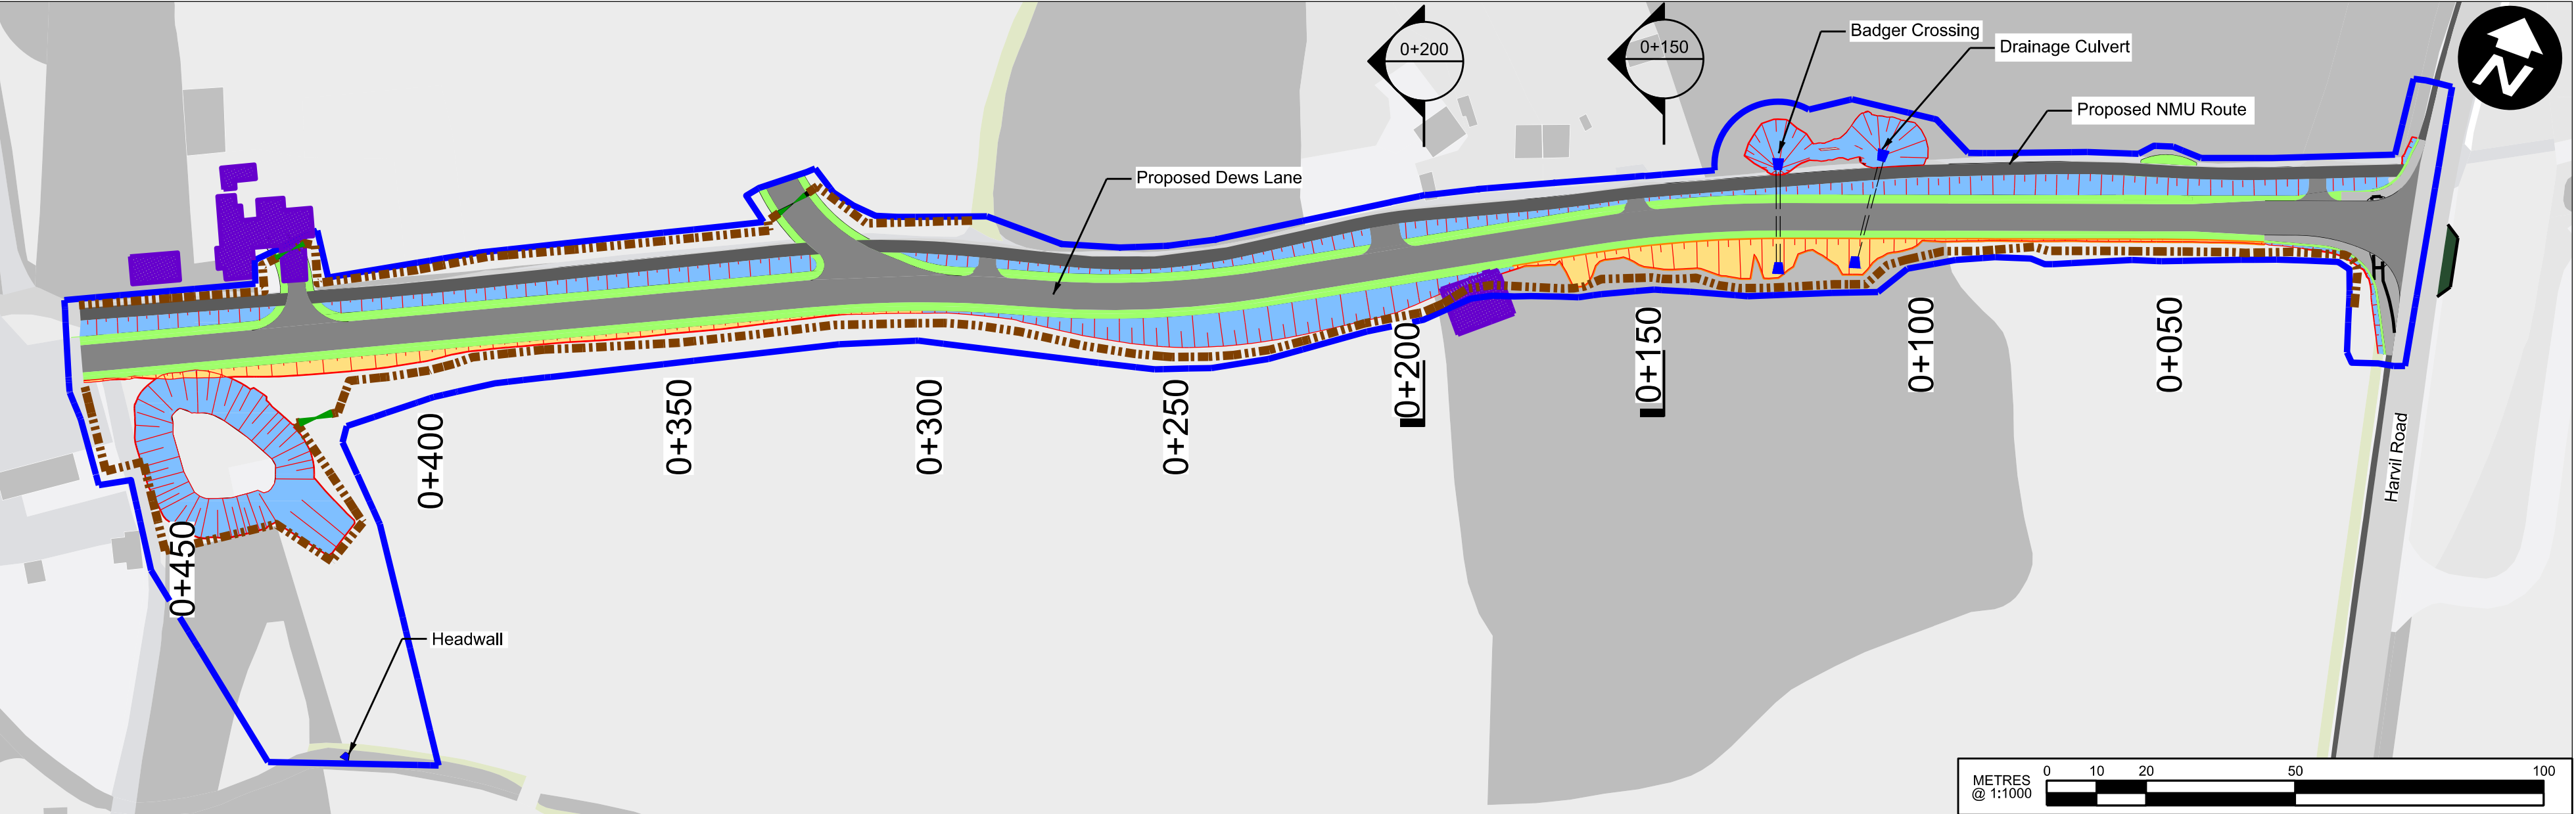 0+200
0+150
Badger Crossing
Drainage Culvert
Proposed NMU Route
N
Proposed Dews Lane
0+450
0+400
0+350
0+300
0+250
0+200
0+150
0+100
0+050
Harvil Road
Headwall
METRES
@ 1:1000
0 10 20 50 100